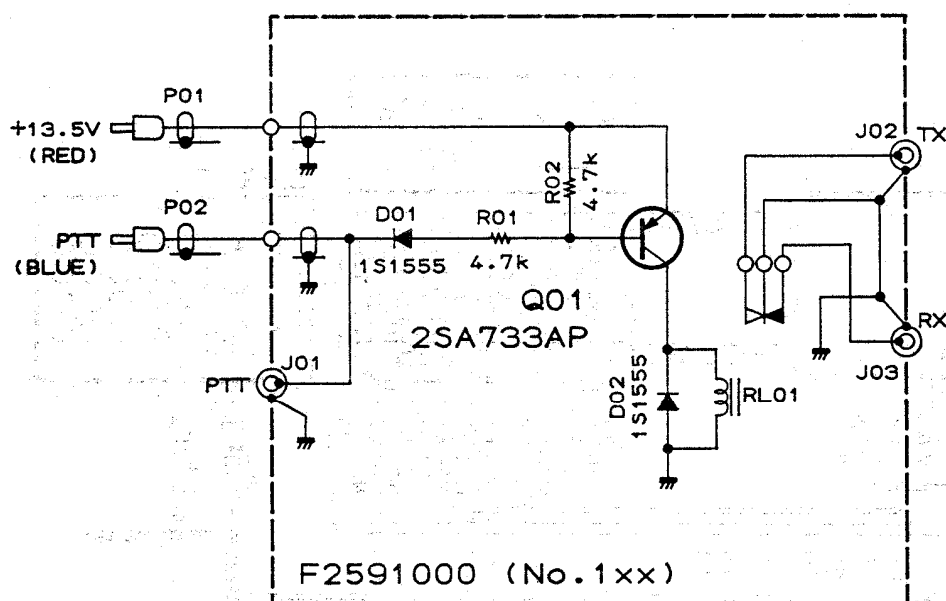 P01
+13.5V
(RED)
P02
PTT
(BLUE)
D01
1S1555
R01
4.7k
R02
4.7k
Q01
2SA733AP
J02
TX
RX
J03
J01
PTT
D02
1S1555
RL01
F2591000 (No.1xx)